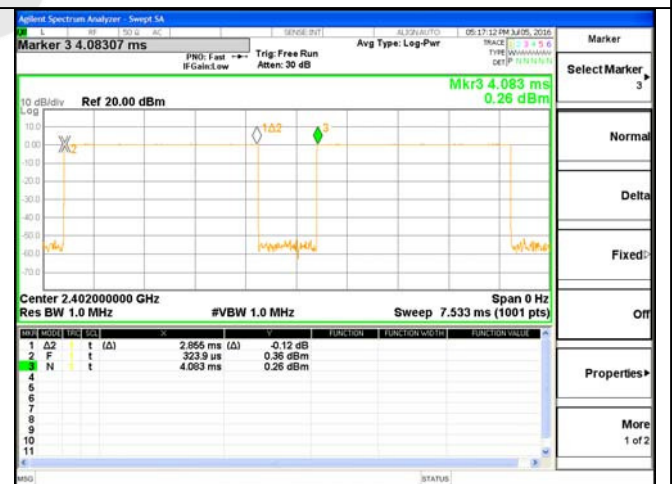 Agilent Spectrum Analyzer - Swept SA
L RF 50 Ω AC SENSE:INT ALIGN AUTO 05:17:12 PM Jul 05, 2016
Marker 3 4.08307 ms
PNO: Fast
IFGain:Low
Trig: Free Run
Atten: 30 dB
Avg Type: Log-Pwr
TRACE 1 2 3 4 5 6
TYPE W
DET P N N N N N
Mkr3 4.083 ms
0.26 dBm
10 dB/div
Log
Ref 20.00 dBm
10.0
0.00
-10.0
-20.0
-30.0
-40.0
-50.0
-60.0
-70.0
X2
1Δ2
3
Center 2.402000000 GHz Span 0 Hz
Res BW 1.0 MHz #VBW 1.0 MHz Sweep 7.533 ms (1001 pts)
MKR MODE TRC SCL X Y FUNCTION FUNCTION WIDTH FUNCTION VALUE
1 Δ2 t (Δ) 2.855 ms (Δ) -0.12 dB
2 F t 323.9 µs 0.36 dBm
3 N t 4.083 ms 0.26 dBm
4
5
6
7
8
9
10
11
MSG STATUS
Marker
Select Marker
3
Normal
Delta
Fixed
Off
Properties
More
1 of 2